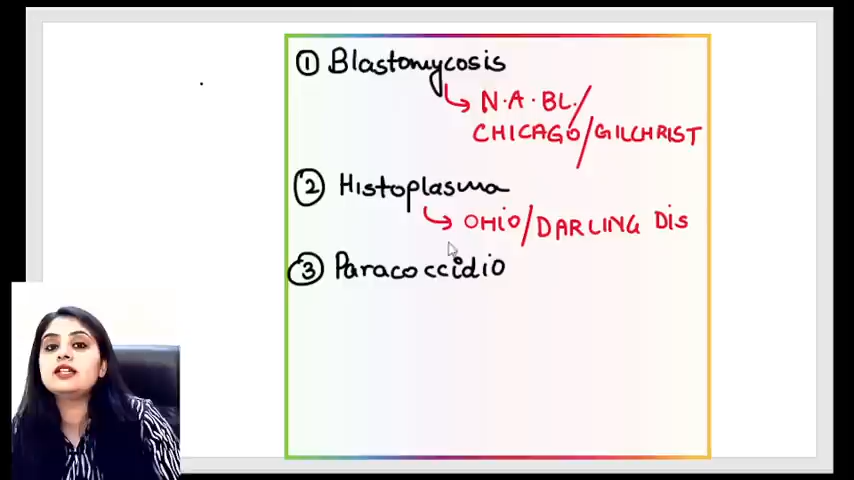 ① Blastomycosis
↳ N.A.BL./
CHICAGO/GILCHRIST
② Histoplasma
↳ OHIO/DARLING DIS
③ Paracoccidio